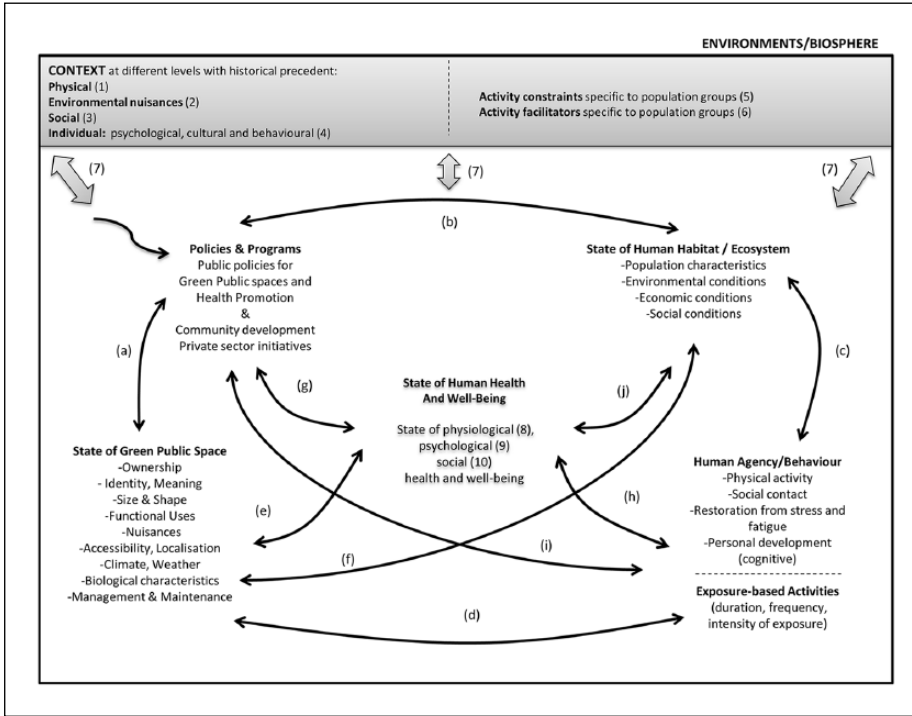 ENVIRONMENTS/BIOSPHERE
CONTEXT at different levels with historical precedent:
Physical (1)
Environmental nuisances (2)
Social (3)
Individual: psychological, cultural and behavioural (4)
Activity constraints specific to population groups (5)
Activity facilitators specific to population groups (6)
(7)
(7)
(7)
(b)
Policies & Programs
Public policies for
Green Public spaces and
Health Promotion
&
Community development
Private sector initiatives
State of Human Habitat / Ecosystem
-Population characteristics
-Environmental conditions
-Economic conditions
-Social conditions
(a)
(c)
(g)
(j)
State of Human Health
And Well-Being
State of physiological (8),
psychological (9)
social (10)
health and well-being
State of Green Public Space
-Ownership
- Identity, Meaning
-Size & Shape
-Functional Uses
-Nuisances
-Accessibility, Localisation
-Climate, Weather
-Biological characteristics
-Management & Maintenance
(e)
(f)
(i)
(h)
Human Agency/Behaviour
-Physical activity
-Social contact
-Restoration from stress and
fatigue
-Personal development
(cognitive)
Exposure-based Activities
(duration, frequency,
intensity of exposure)
(d)